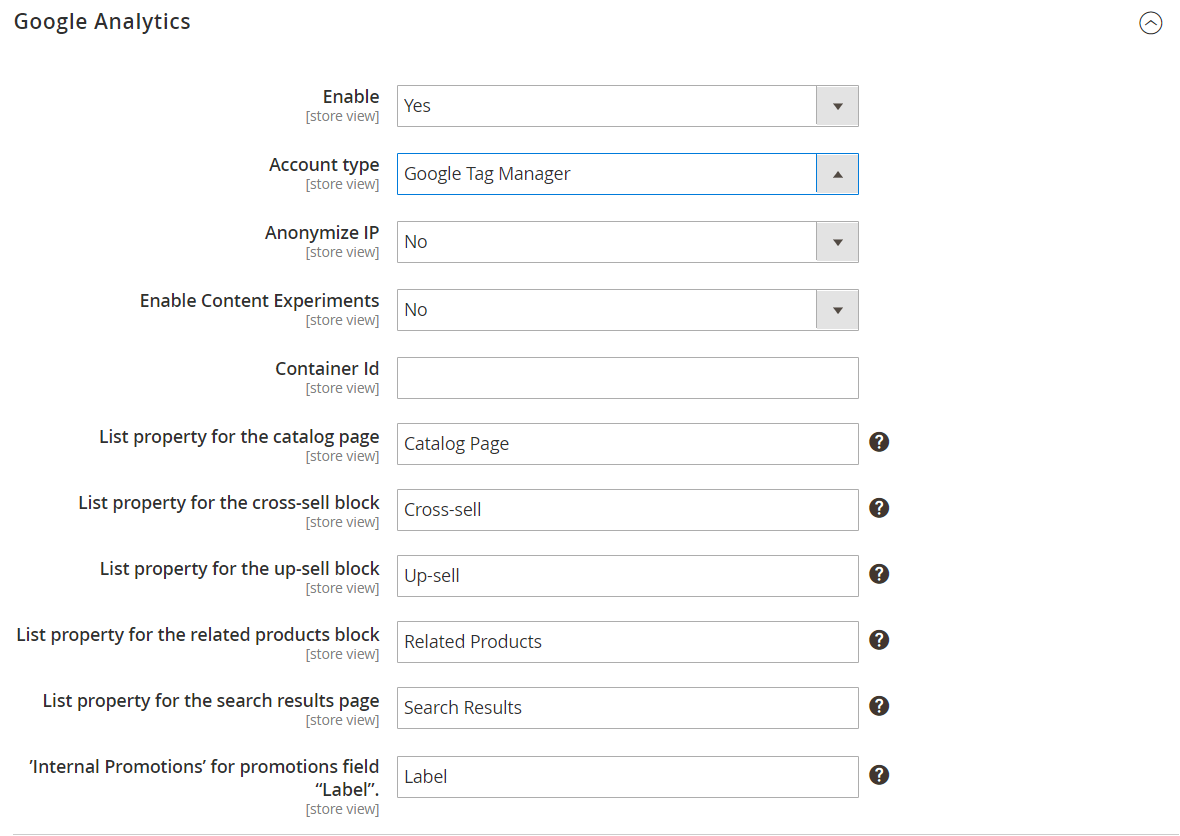 Google Analytics
Enable
[store view]
Yes
Account type
[store view]
Google Tag Manager
Anonymize IP
[store view]
No
Enable Content Experiments
[store view]
No
Container Id
[store view]
List property for the catalog page
[store view]
Catalog Page
?
List property for the cross-sell block
[store view]
Cross-sell
?
List property for the up-sell block
[store view]
Up-sell
?
List property for the related products block
[store view]
Related Products
?
List property for the search results page
[store view]
Search Results
?
’Internal Promotions’ for promotions field
“Label”.
[store view]
Label
?